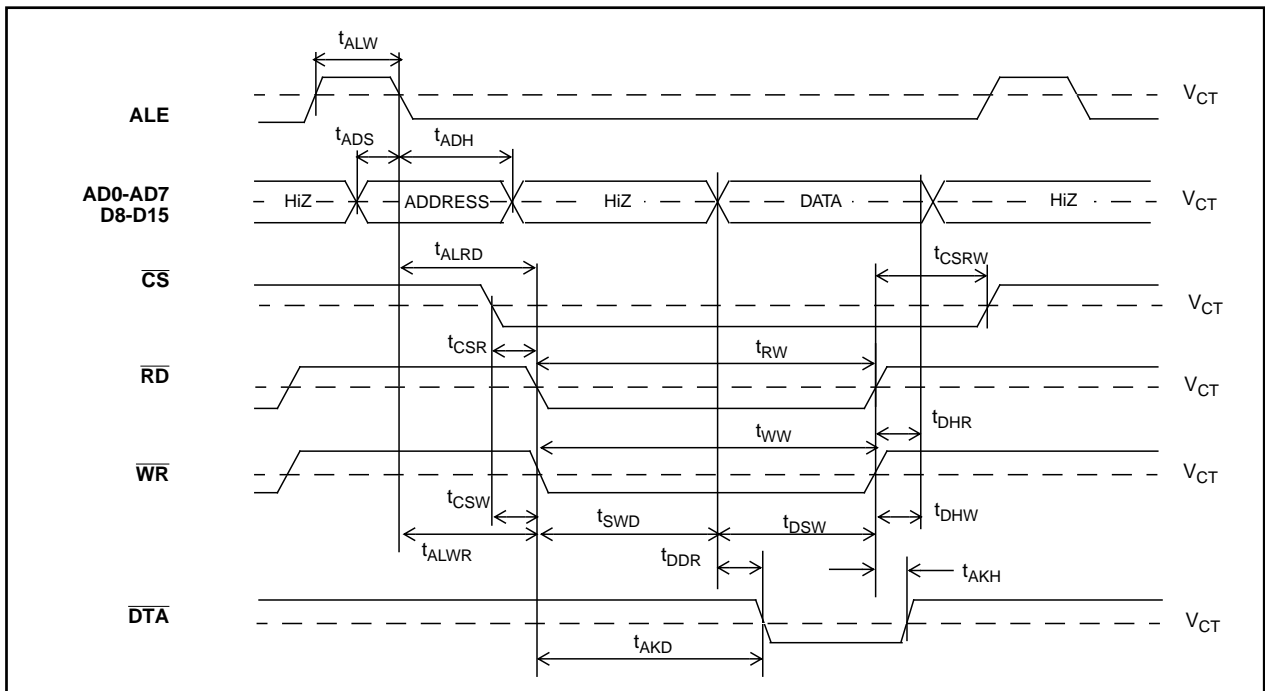 tALW
ALE
VCT
tADS
tADH
AD0-AD7
D8-D15
HiZ
ADDRESS
HiZ
DATA
HiZ
VCT
tALRD
tCSRW
CS
VCT
tCSR
tRW
RD
VCT
tDHR
tWW
WR
VCT
tCSW
tSWD
tDSW
tDHW
tALWR
tDDR
tAKH
DTA
VCT
tAKD